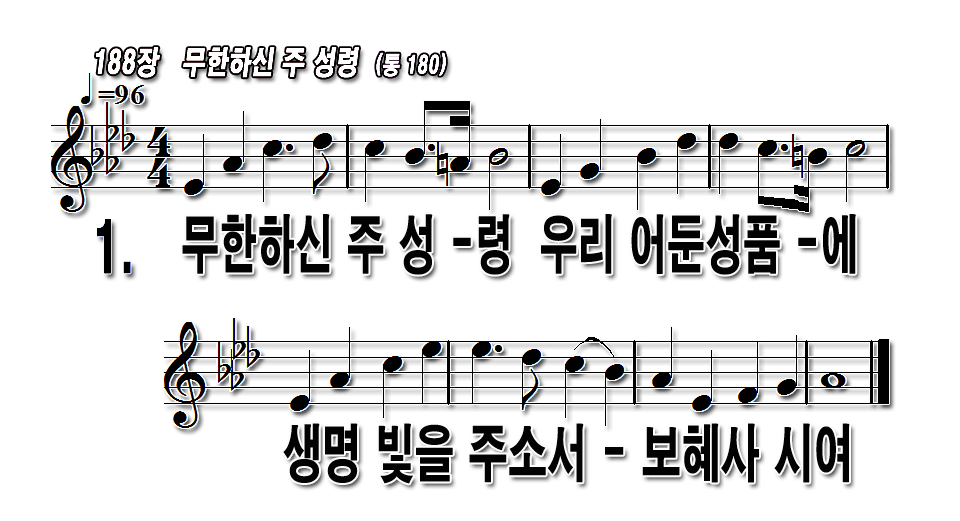 188장 무한하신 주 성령 (통 180)
♩=96
4/4
1. 무한하신 주 성 -령 우리 어둔성품 -에
생명 빛을 주소서 - 보혜사 시여